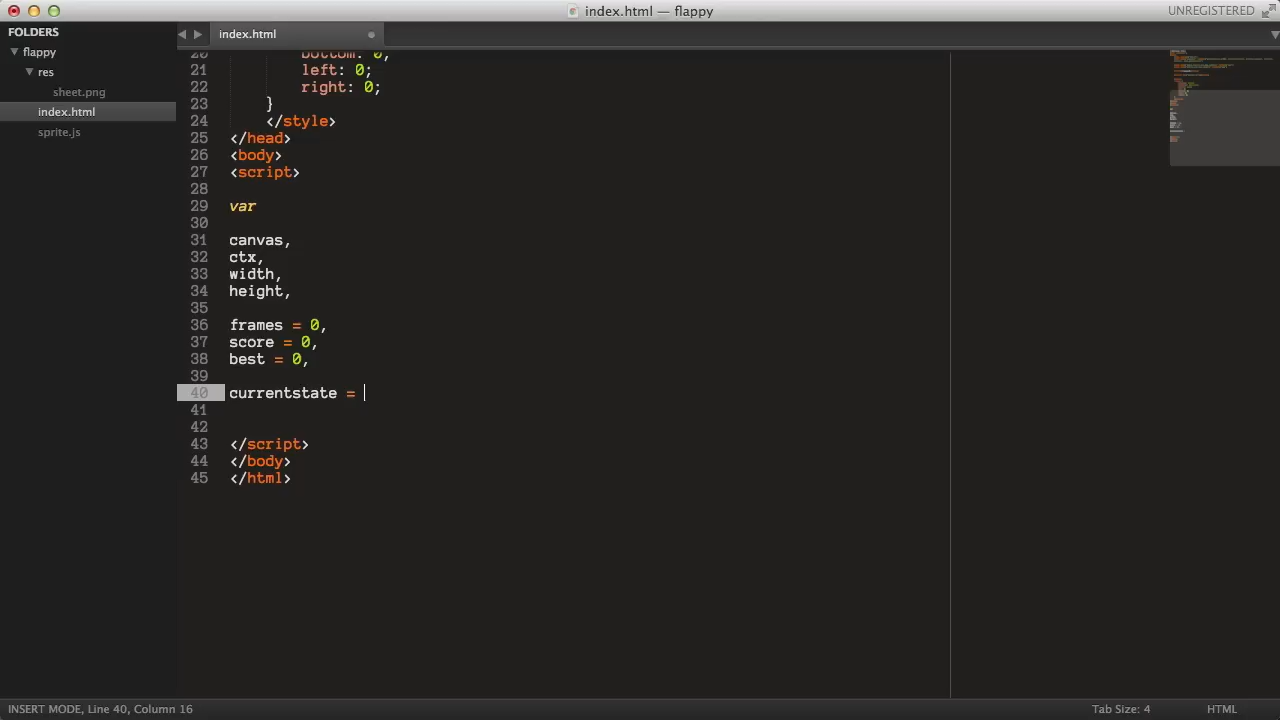 index.html — flappy
UNREGISTERED
FOLDERS
flappy
res
sheet.png
index.html
sprite.js
index.html
20 bottom: 0;
21 left: 0;
22 right: 0;
23 }
24 </style>
25 </head>
26 <body>
27 <script>
28
29 var
30
31 canvas,
32 ctx,
33 width,
34 height,
35
36 frames = 0,
37 score = 0,
38 best = 0,
39
40 currentstate =
41
42
43 </script>
44 </body>
45 </html>
INSERT MODE, Line 40, Column 16
Tab Size: 4
HTML